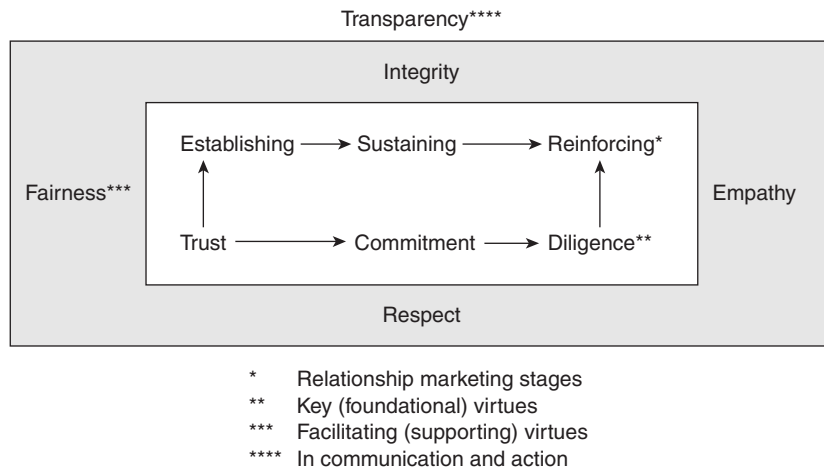 Transparency****
Integrity
Establishing Sustaining Reinforcing*
Fairness*** Empathy
Trust Commitment Diligence**
Respect
* Relationship marketing stages
** Key (foundational) virtues
*** Facilitating (supporting) virtues
**** In communication and action